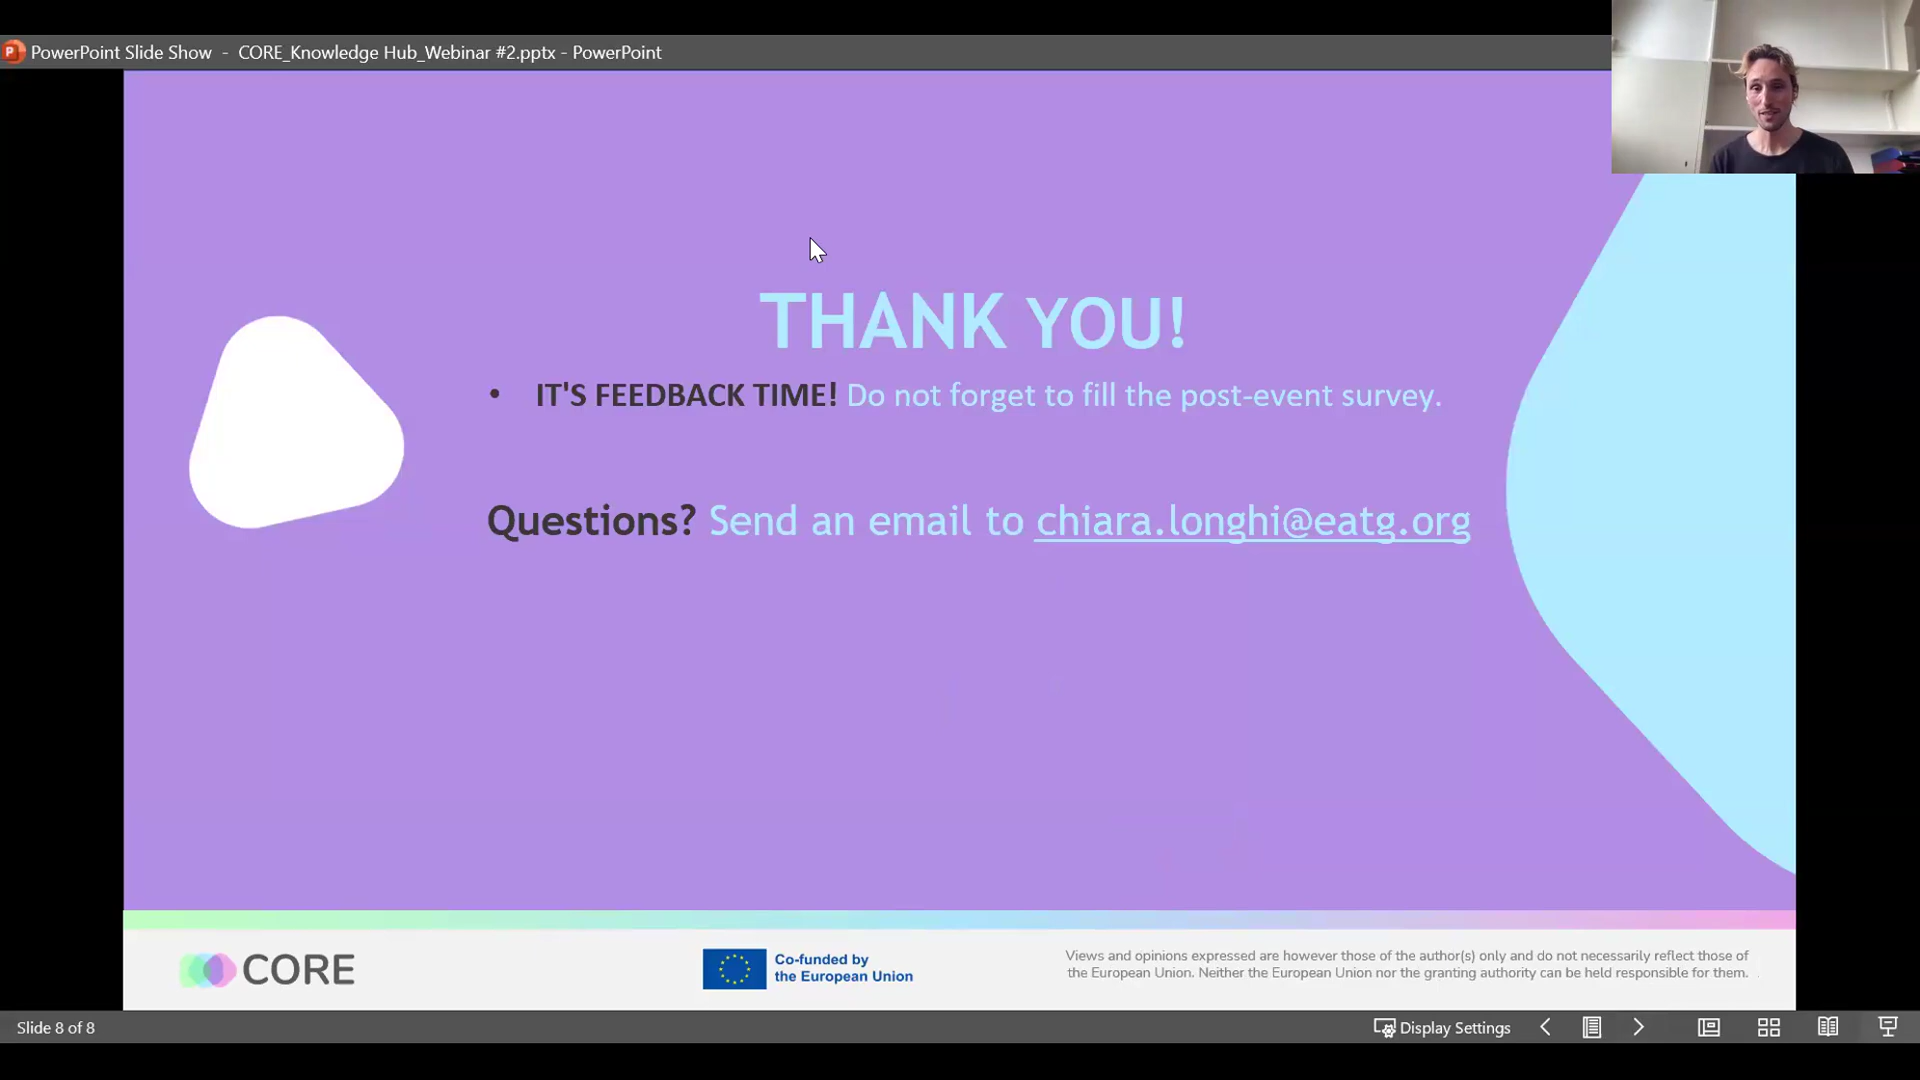 PowerPoint Slide Show - CORE_Knowledge Hub_Webinar #2.pptx - PowerPoint
THANK YOU!
• IT'S FEEDBACK TIME! Do not forget to fill the post-event survey.
Questions? Send an email to chiara.longhi@eatg.org
CORE
Co-funded by
the European Union
Views and opinions expressed are however those of the author(s) only and do not necessarily reflect those of
the European Union. Neither the European Union nor the granting authority can be held responsible for them.
Slide 8 of 8
Display Settings